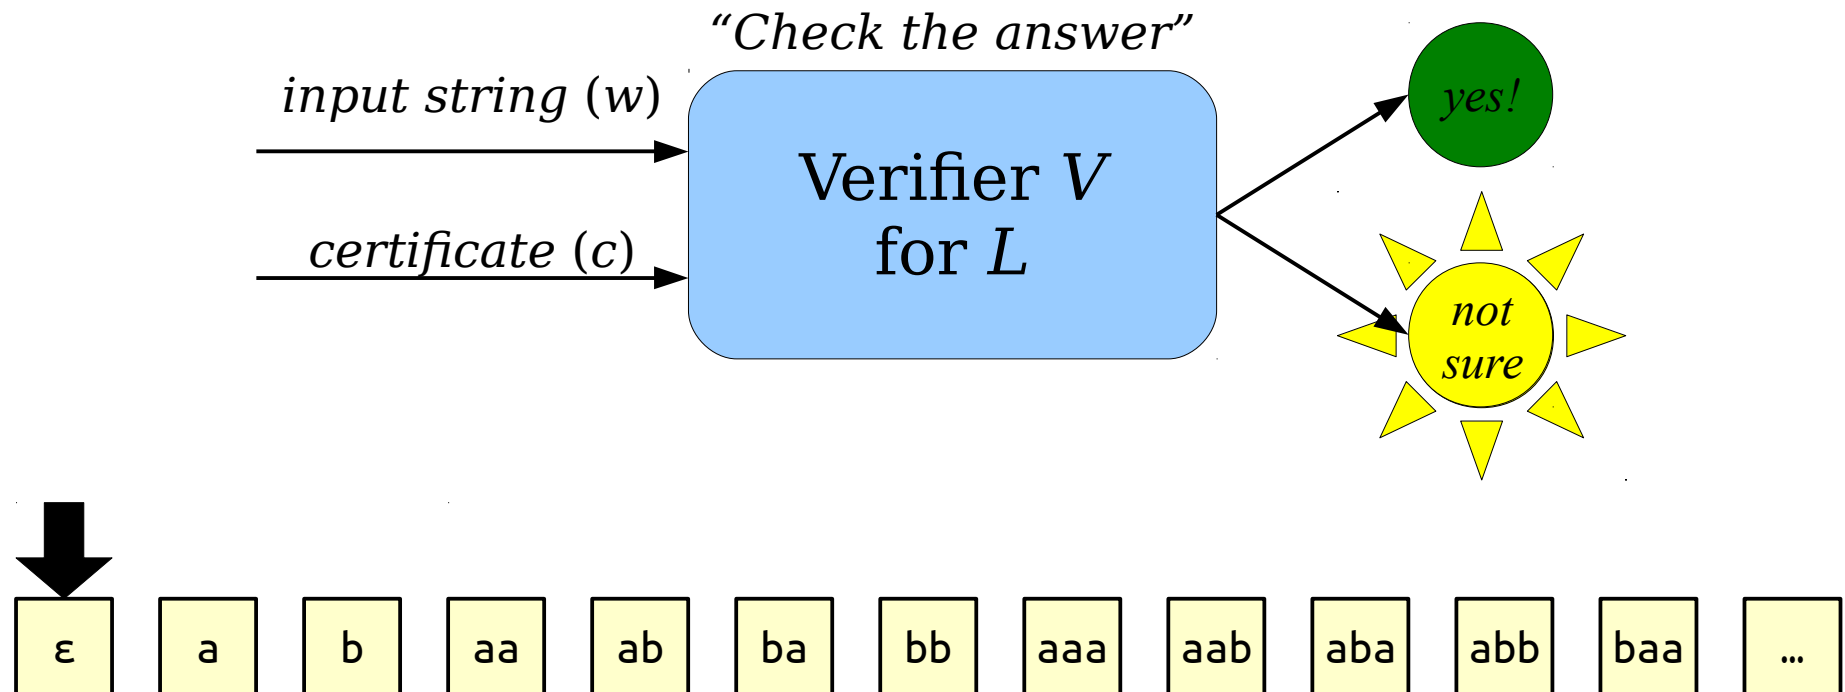 “Check the answer”
input string (w)
certificate (c)
Verifier V
for L
yes!
not
sure
ε a b aa ab ba bb aaa aab aba abb baa …